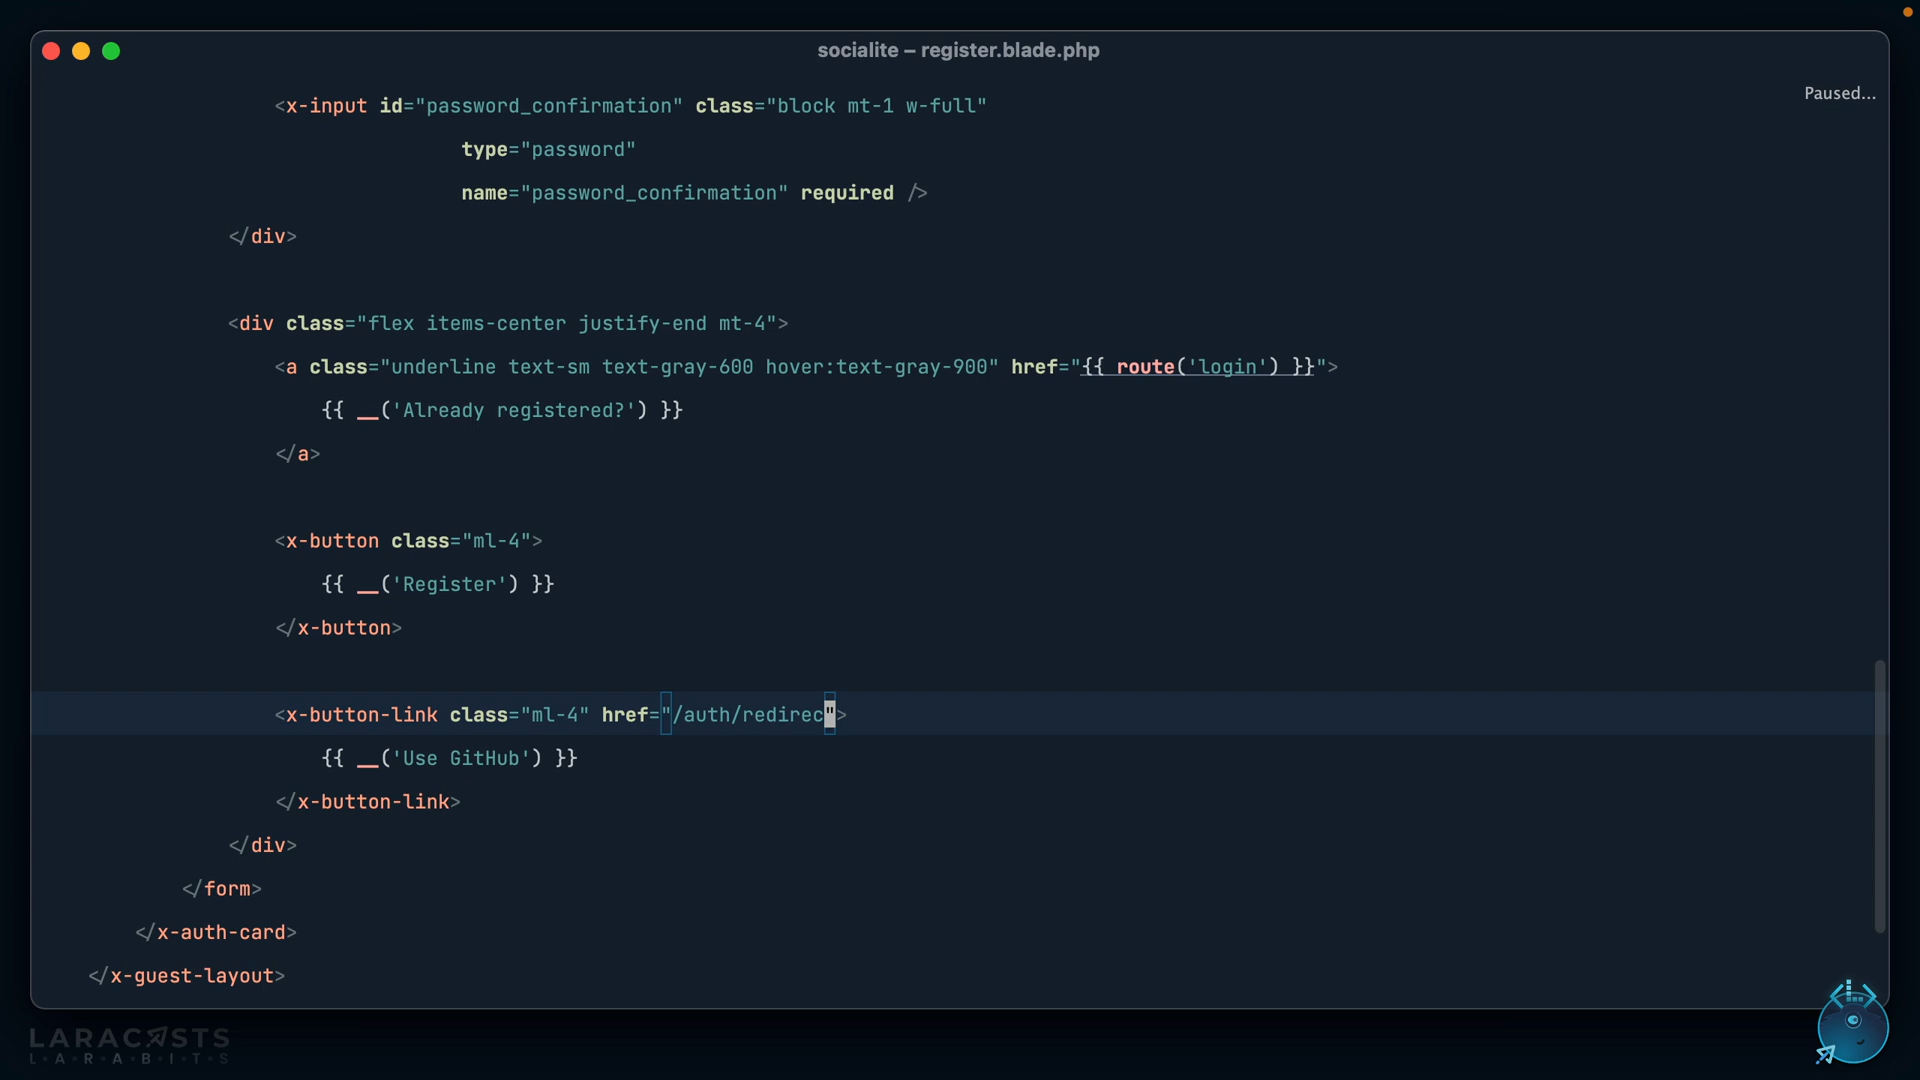 socialite – register.blade.php
Paused...
<x-input id="password_confirmation" class="block mt-1 w-full"
type="password"
name="password_confirmation" required />
</div>
<div class="flex items-center justify-end mt-4">
<a class="underline text-sm text-gray-600 hover:text-gray-900" href="{{ route('login') }}">
{{ __('Already registered?') }}
</a>
<x-button class="ml-4">
{{ __('Register') }}
</x-button>
<x-button-link class="ml-4" href="/auth/redirec">
{{ __('Use GitHub') }}
</x-button-link>
</div>
</form>
</x-auth-card>
</x-guest-layout>
LARACASTS
L·A·R·A·B·I·T·S